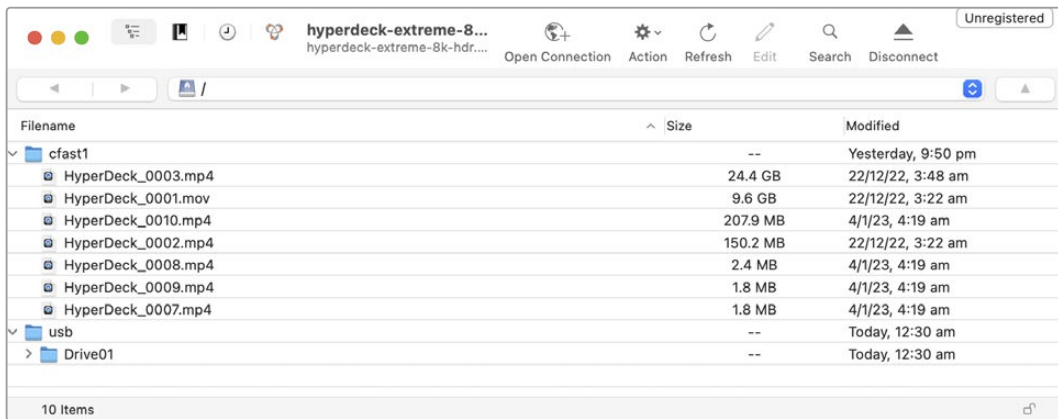 Unregistered
hyperdeck-extreme-8...
hyperdeck-extreme-8k-hdr....
Open Connection Action Refresh Edit Search Disconnect
/
Filename Size Modified
cfast1 -- Yesterday, 9:50 pm
HyperDeck_0003.mp4 24.4 GB 22/12/22, 3:48 am
HyperDeck_0001.mov 9.6 GB 22/12/22, 3:22 am
HyperDeck_0010.mp4 207.9 MB 4/1/23, 4:19 am
HyperDeck_0002.mp4 150.2 MB 22/12/22, 3:22 am
HyperDeck_0008.mp4 2.4 MB 4/1/23, 4:19 am
HyperDeck_0009.mp4 1.8 MB 4/1/23, 4:19 am
HyperDeck_0007.mp4 1.8 MB 4/1/23, 4:19 am
usb -- Today, 12:30 am
Drive01 -- Today, 12:30 am
10 Items